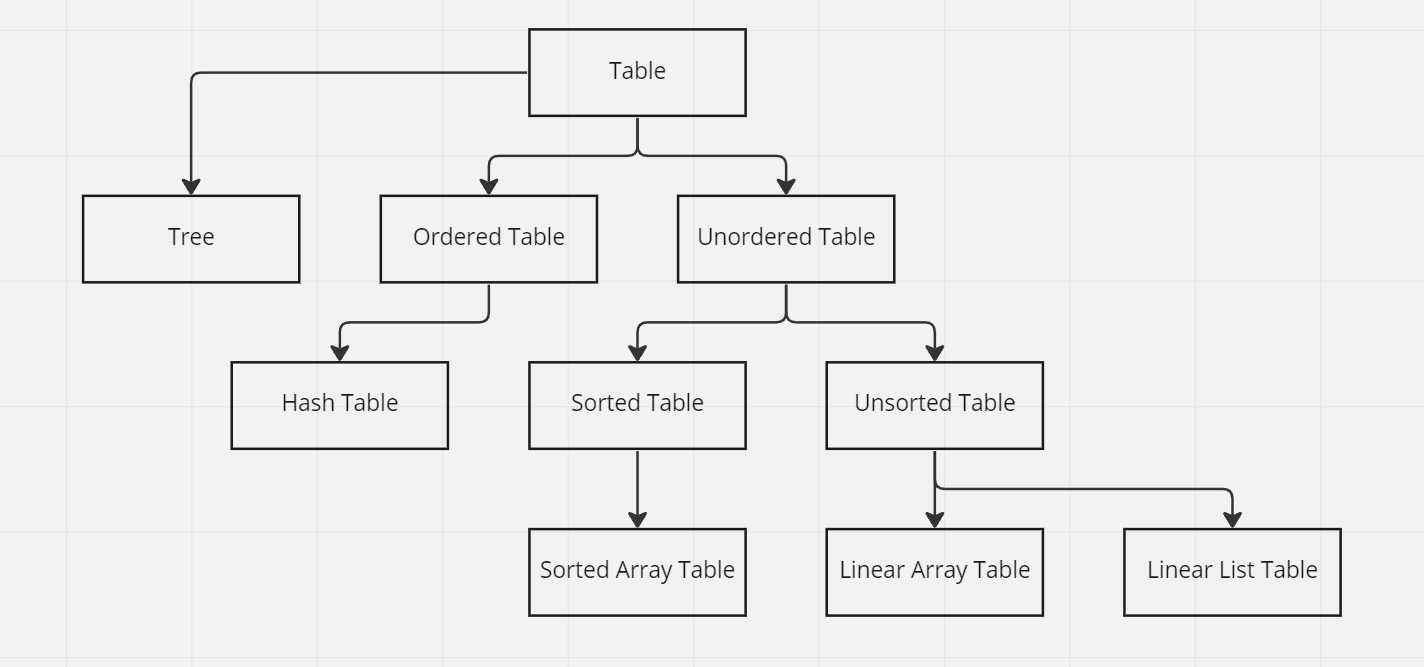 Table
Tree
Ordered Table
Unordered Table
Hash Table
Sorted Table
Unsorted Table
Sorted Array Table
Linear Array Table
Linear List Table